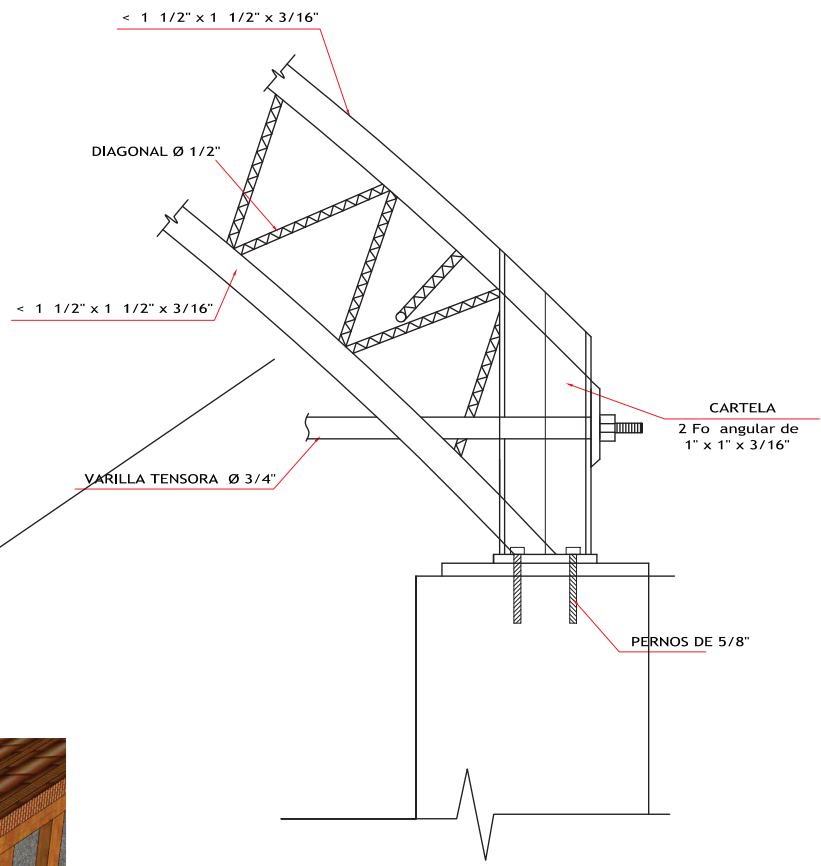 < 1 1/2" x 1 1/2" x 3/16"
DIAGONAL Ø 1/2"
< 1 1/2" x 1 1/2" x 3/16"
CARTELA
2 Fo angular de
1" x 1" x 3/16"
VARILLA TENSORA Ø 3/4"
PERNOS DE 5/8"